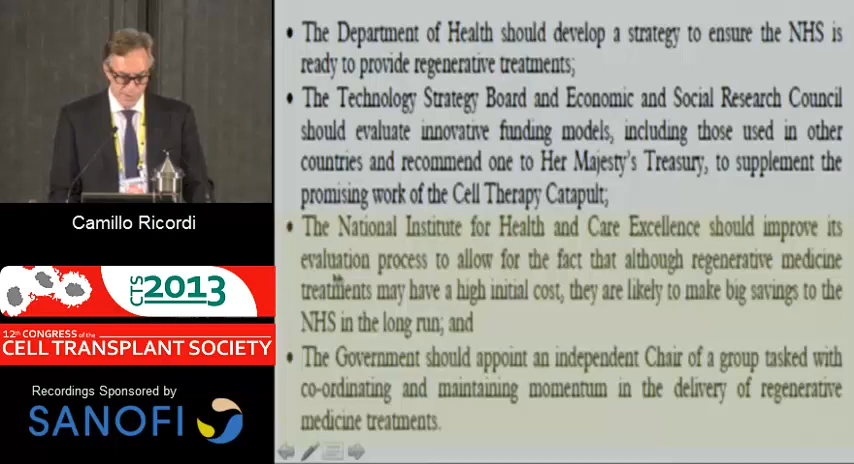 • The Department of Health should develop a strategy to ensure the NHS is
ready to provide regenerative treatments;
• The Technology Strategy Board and Economic and Social Research Council
should evaluate innovative funding models, including those used in other
countries and recommend one to Her Majesty's Treasury, to supplement the
promising work of the Cell Therapy Catapult;
• The National Institute for Health and Care Excellence should improve its
evaluation process to allow for the fact that although regenerative medicine
treatments may have a high initial cost, they are likely to make big savings to the
NHS in the long run; and
• The Government should appoint an independent Chair of a group tasked with
co-ordinating and maintaining momentum in the delivery of regenerative
medicine treatments.
Camillo Ricordi
CTS
2013
12th CONGRESS of the
CELL TRANSPLANT SOCIETY
Recordings Sponsored by
SANOFI